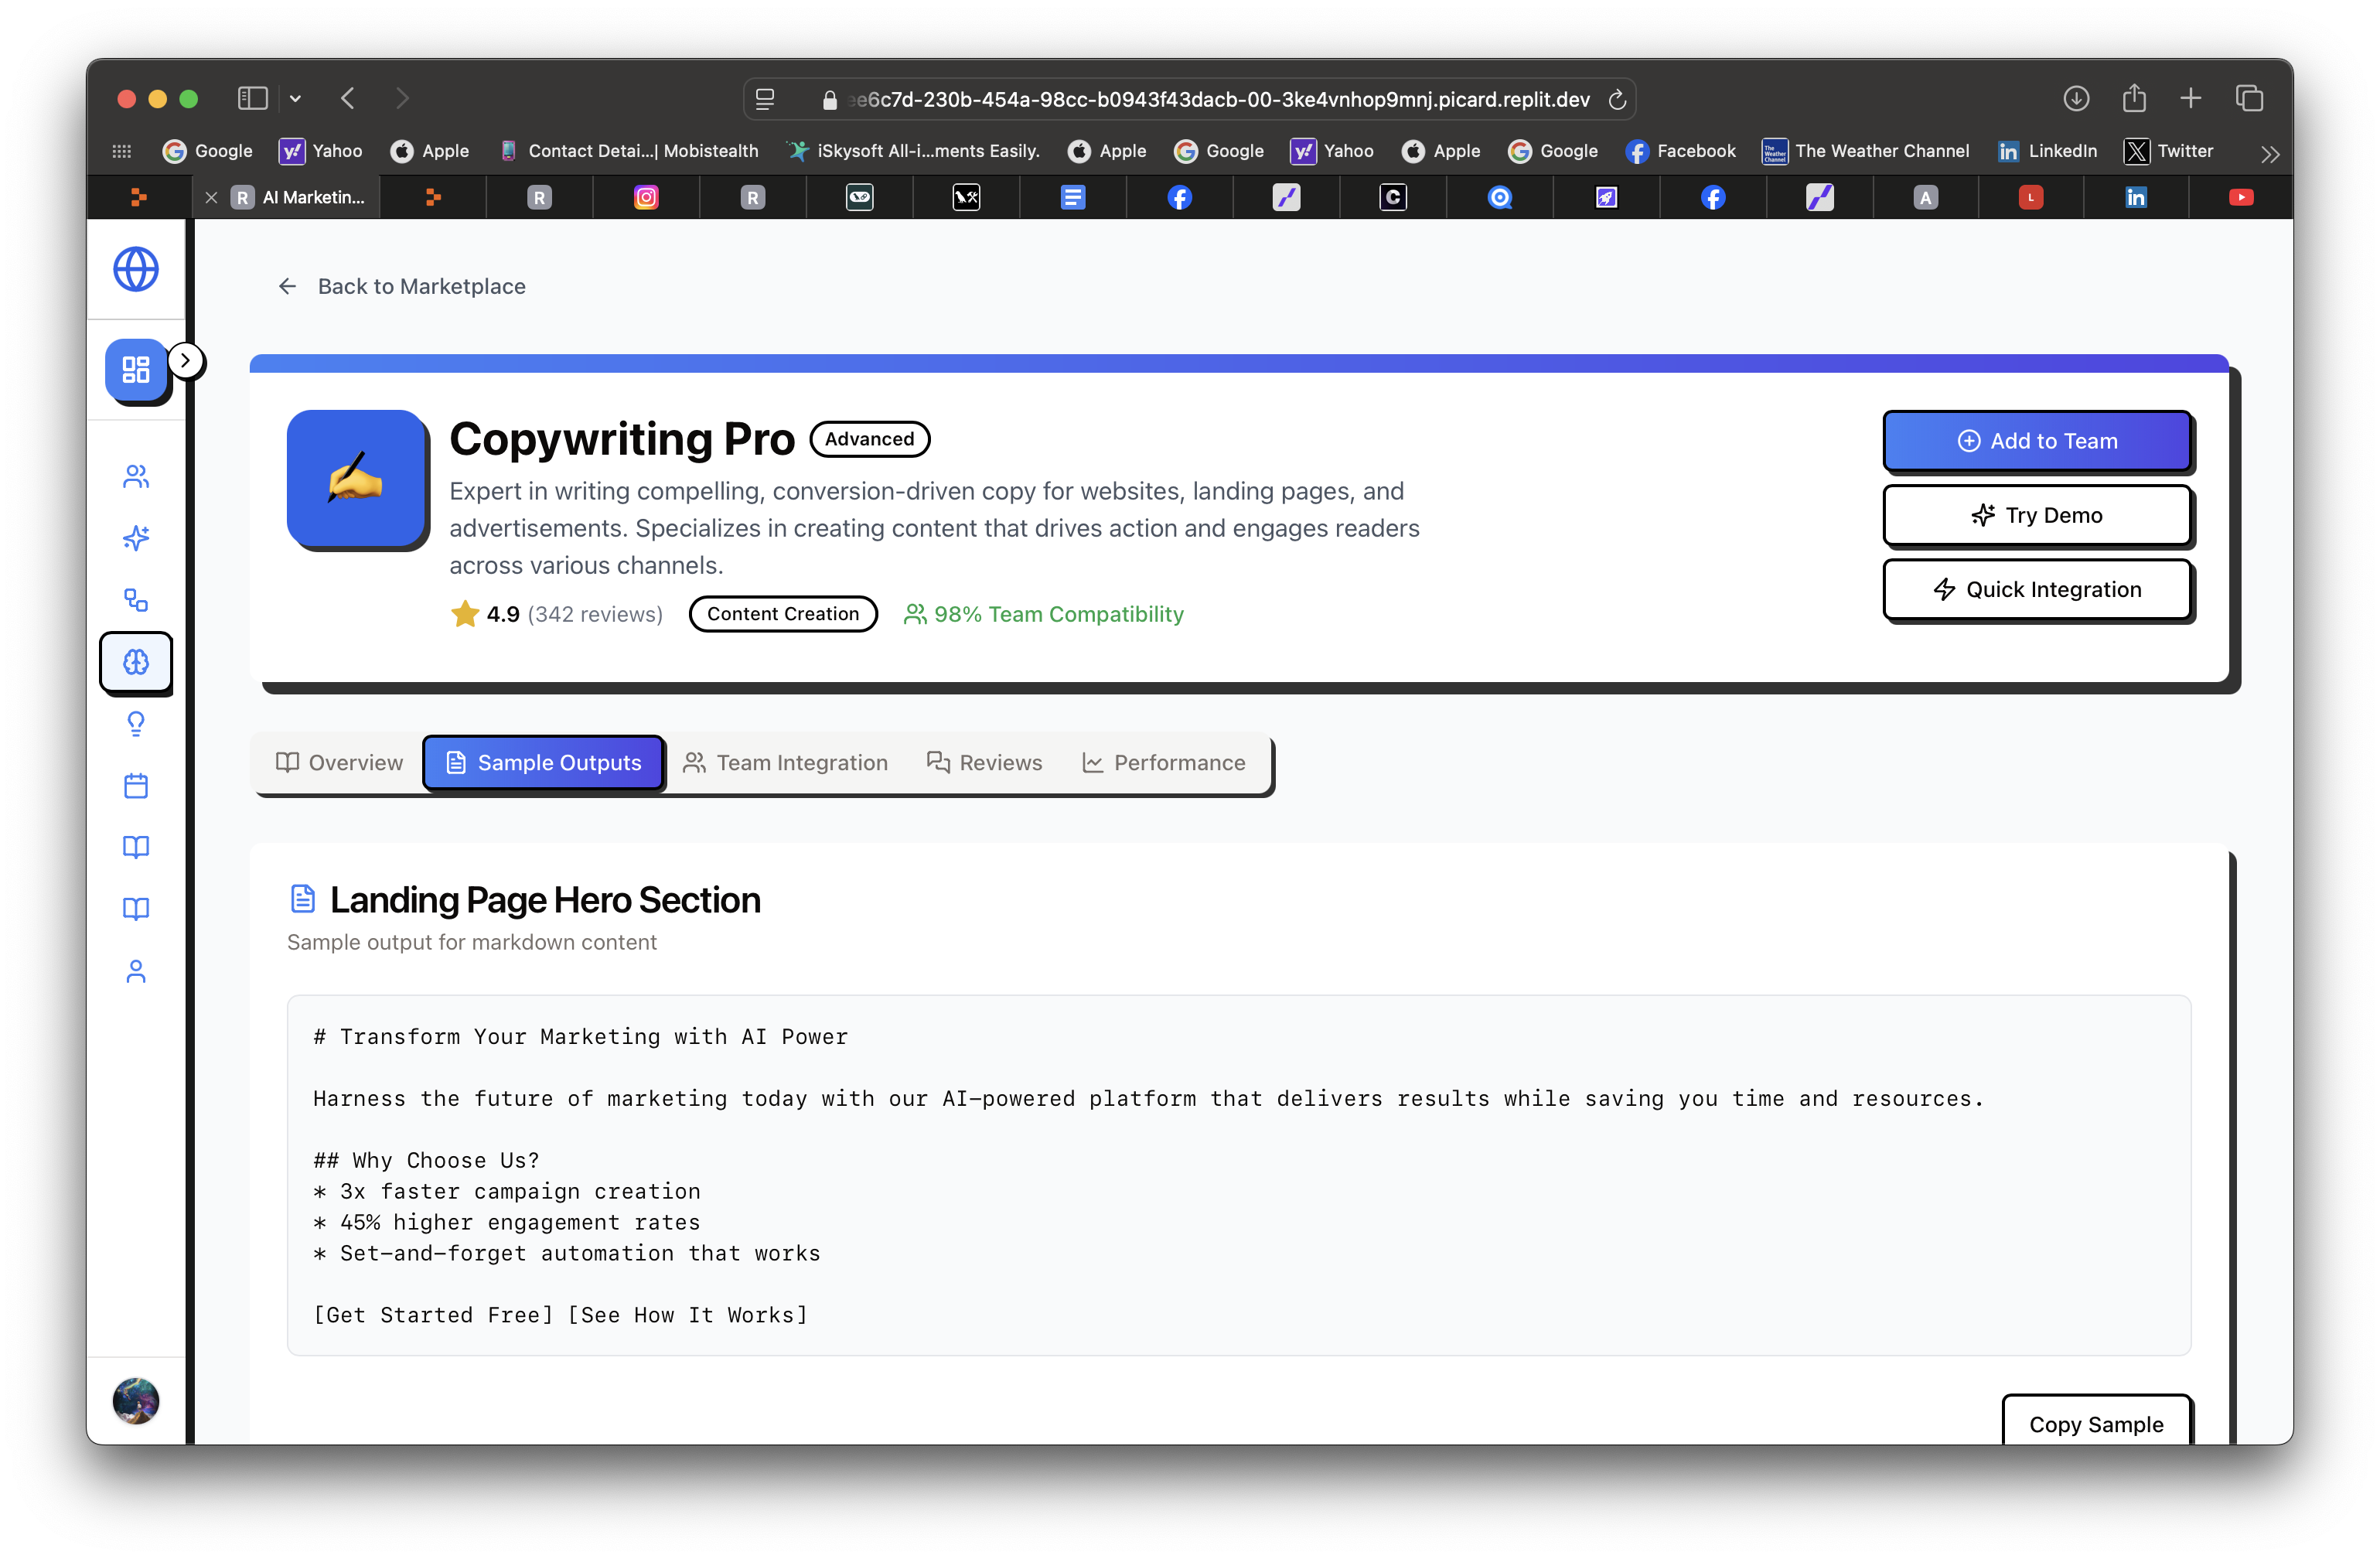 ee6c7d-230b-454a-98cc-b0943f43dacb-00-3ke4vnhop9mnj.picard.replit.dev
Google Yahoo Apple Contact Detai...| Mobistealth iSkysoft All-i...ments Easily. Apple Google Yahoo Apple Google Facebook The Weather Channel LinkedIn Twitter
AI Marketin...
Back to Marketplace
Copywriting Pro Advanced
Expert in writing compelling, conversion-driven copy for websites, landing pages, and
advertisements. Specializes in creating content that drives action and engages readers
across various channels.
4.9 (342 reviews) Content Creation 98% Team Compatibility
Add to Team
Try Demo
Quick Integration
Overview Sample Outputs Team Integration Reviews Performance
Landing Page Hero Section
Sample output for markdown content
# Transform Your Marketing with AI Power
Harness the future of marketing today with our AI-powered platform that delivers results while saving you time and resources.
## Why Choose Us?
* 3x faster campaign creation
* 45% higher engagement rates
* Set-and-forget automation that works
[Get Started Free] [See How It Works]
Copy Sample